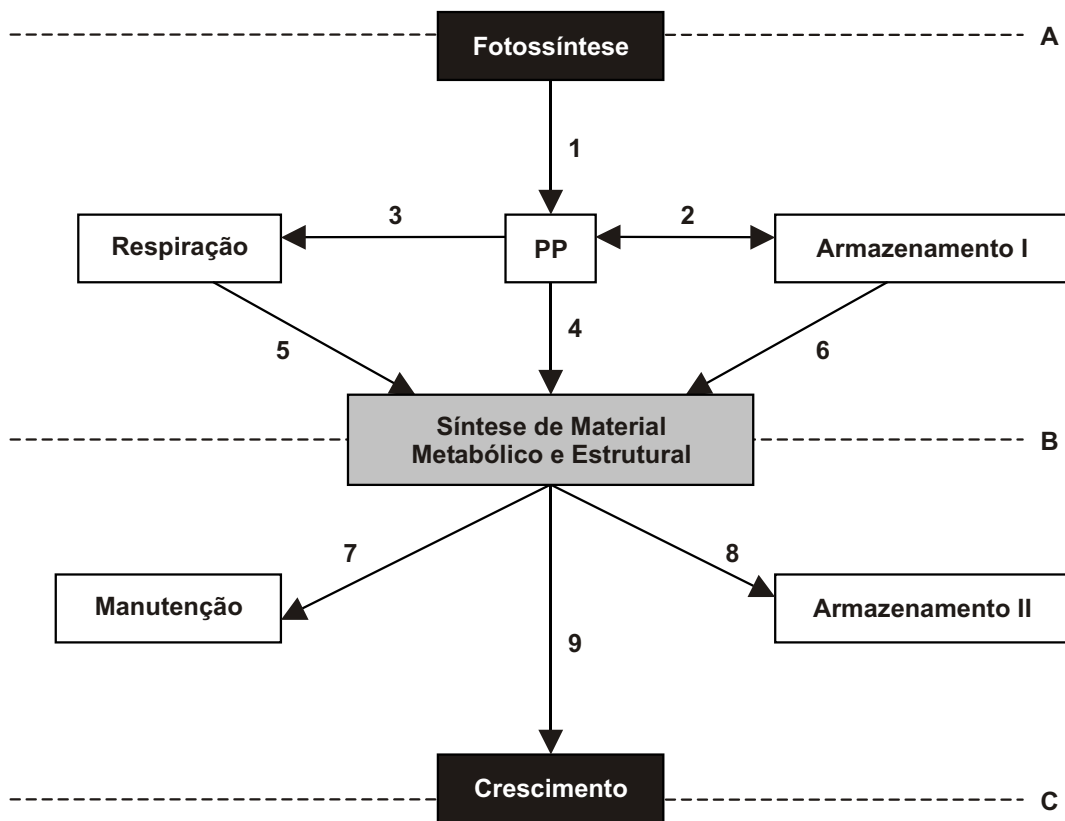 Fotossíntese
A
1
3
2
Respiração
PP
Armazenamento I
4
5
6
Síntese de Material
Metabólico e Estrutural
B
7
8
Manutenção
Armazenamento II
9
Crescimento
C